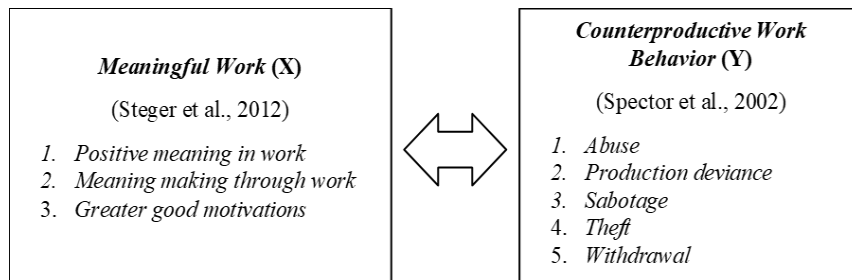 Meaningful Work (X)
(Steger et al., 2012)
1. Positive meaning in work
2. Meaning making through work
3. Greater good motivations
Counterproductive Work
Behavior (Y)
(Spector et al., 2002)
1. Abuse
2. Production deviance
3. Sabotage
4. Theft
5. Withdrawal